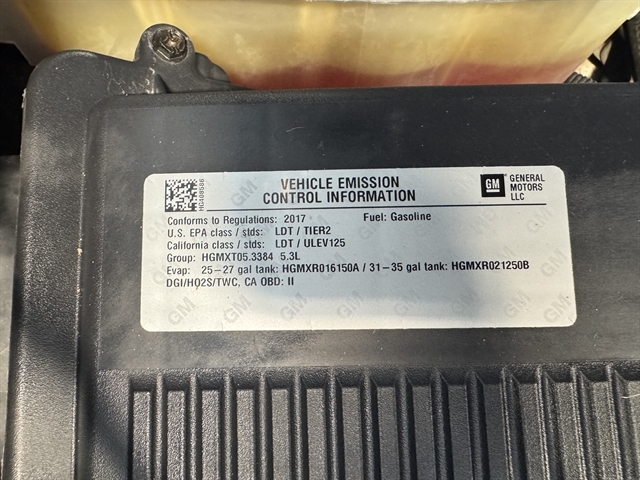 VEHICLE EMISSION
CONTROL INFORMATION
GM
GENERAL
MOTORS
LLC
Conforms to Regulations: 2017 Fuel: Gasoline
U.S. EPA class / stds: LDT / TIER2
California class / stds: LDT / ULEV125
Group: HGMXT05.3384 5.3L
Evap: 25-27 gal tank: HGMXR016150A / 31-35 gal tank: HGMXR021250B
DGI/HO2S/TWC, CA OBD: II